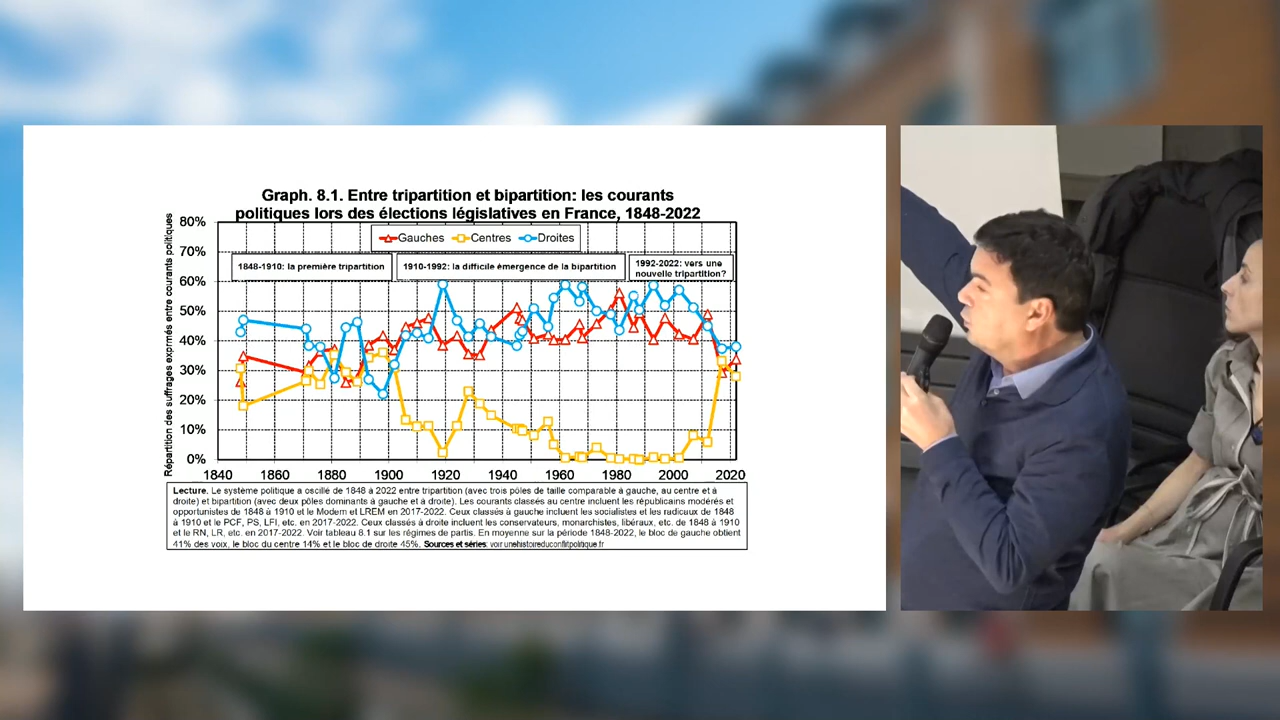 Graph. 8.1. Entre tripartition et bipartition: les courants
politiques lors des élections législatives en France, 1848-2022
Répartition des suffrages exprimés entre courants politiques
80%
70%
60%
50%
40%
30%
20%
10%
0%
Gauches Centres Droites
1848-1910: la première tripartition
1910-1992: la difficile émergence de la bipartition
1992-2022: vers une
nouvelle tripartition?
1840 1860 1880 1900 1920 1940 1960 1980 2000 2020
Lecture. Le système politique a oscillé de 1848 à 2022 entre tripartition (avec trois pôles de taille comparable à gauche, au centre et à
droite) et bipartition (avec deux pôles dominants à gauche et à droite). Les courants classés au centre incluent les républicains modérés et
opportunistes de 1848 à 1910 et le Modem et LREM en 2017-2022. Ceux classés à gauche incluent les socialistes et les radicaux de 1848
à 1910 et le PCF, PS, LFI, etc. en 2017-2022. Ceux classés à droite incluent les conservateurs, monarchistes, libéraux, etc. de 1848 à 1910
et le RN, LR, etc. en 2017-2022. Voir tableau 8.1 sur les régimes de partis. En moyenne sur la période 1848-2022, le bloc de gauche obtient
41% des voix, le bloc du centre 14% et le bloc de droite 45%. Sources et séries: voir unehistoireduconflitpolitique.fr